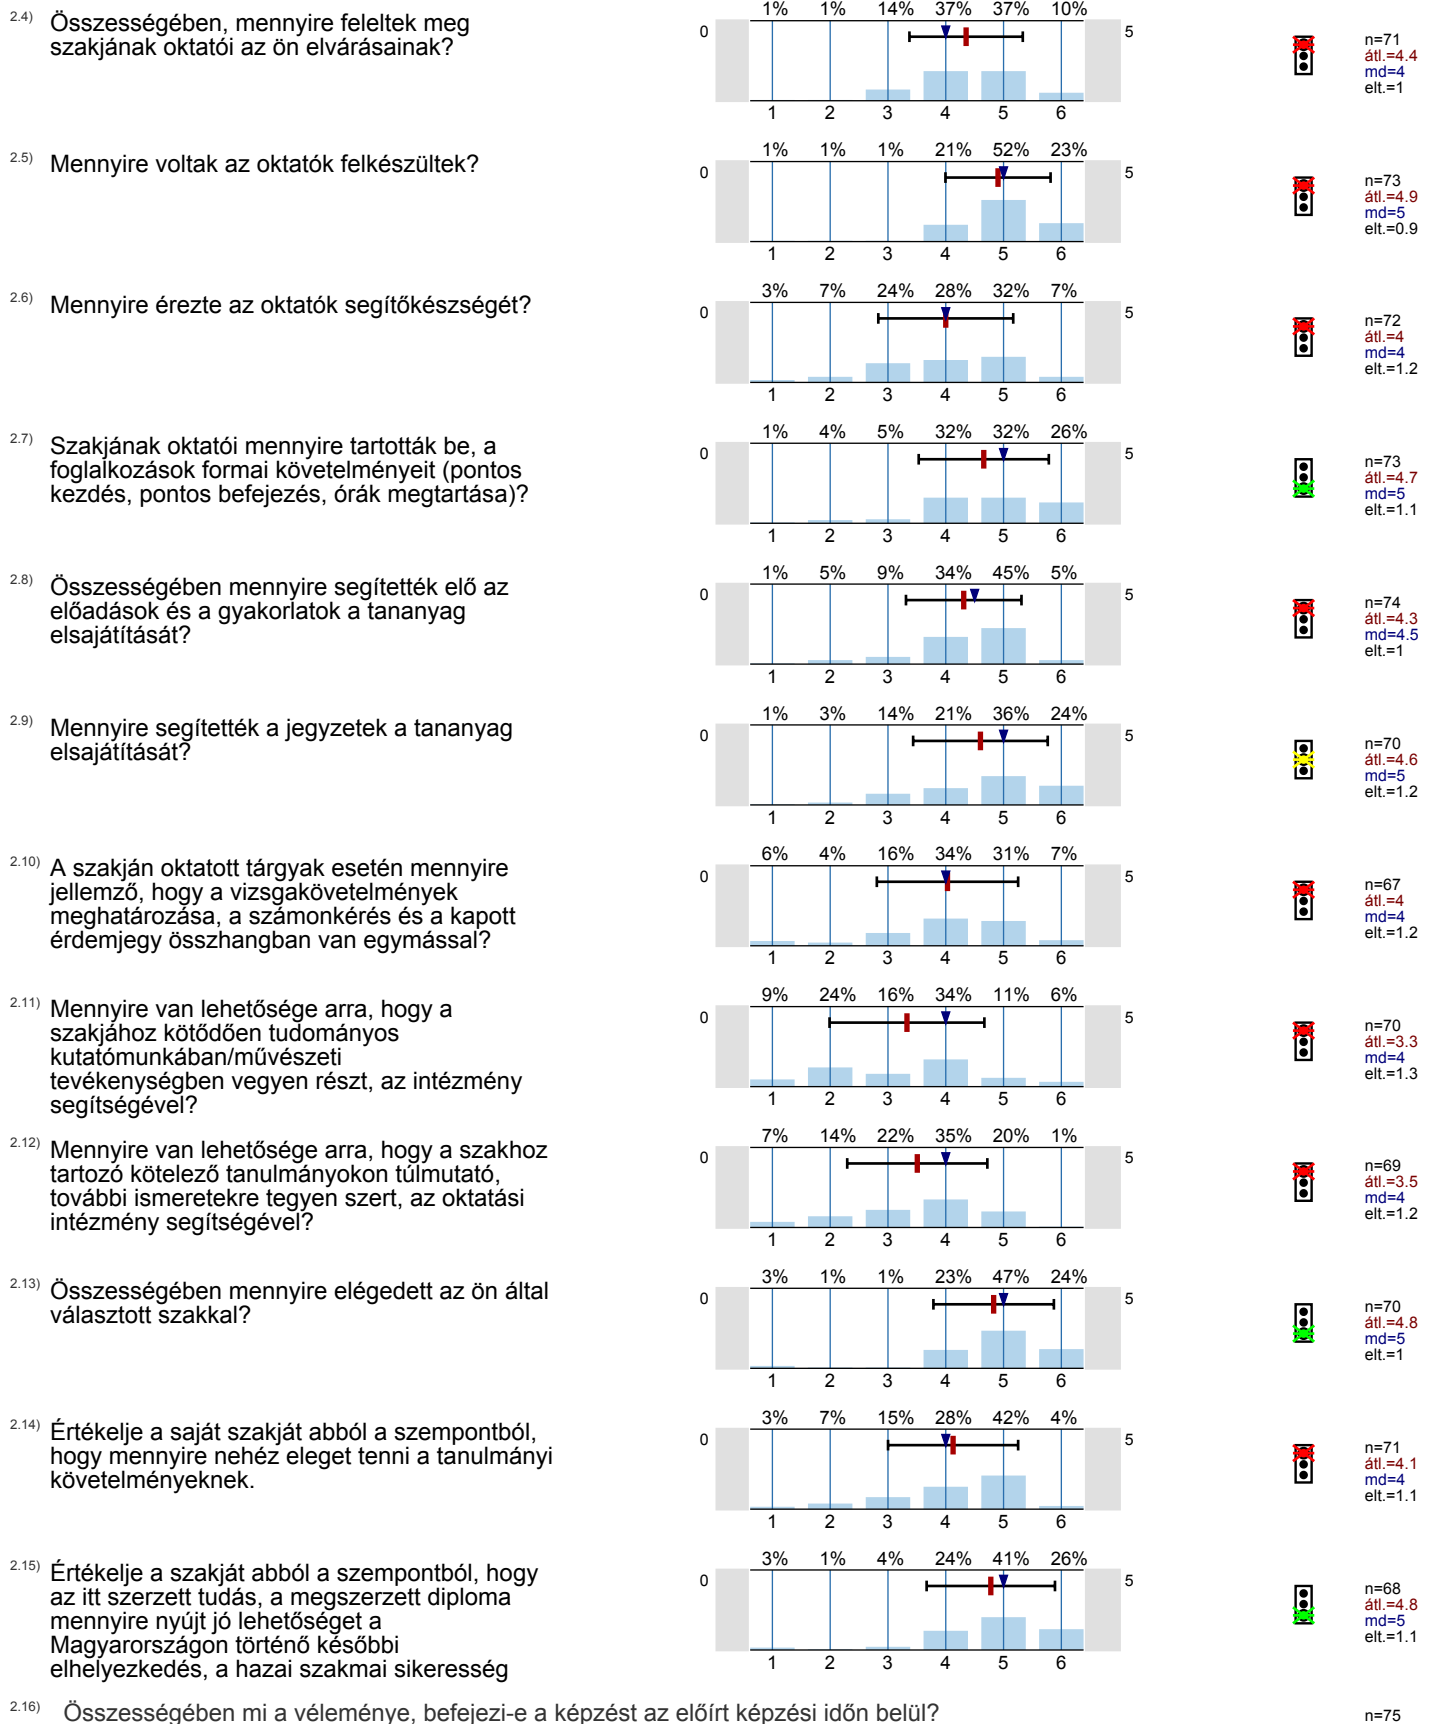 2.4) Összességében, mennyire feleltek meg
szakjának oktatói az ön elvárásainak?
1% 1% 14% 37% 37% 10%
0 5
1 2 3 4 5 6
n=71
átl.=4.4
md=4
elt.=1
2.5) Mennyire voltak az oktatók felkészültek?
1% 1% 1% 21% 52% 23%
0 5
1 2 3 4 5 6
n=73
átl.=4.9
md=5
elt.=0.9
2.6) Mennyire érezte az oktatók segítőkészségét?
3% 7% 24% 28% 32% 7%
0 5
1 2 3 4 5 6
n=72
átl.=4
md=4
elt.=1.2
2.7) Szakjának oktatói mennyire tartották be, a
foglalkozások formai követelményeit (pontos
kezdés, pontos befejezés, órák megtartása)?
1% 4% 5% 32% 32% 26%
0 5
1 2 3 4 5 6
n=73
átl.=4.7
md=5
elt.=1.1
2.8) Összességében mennyire segítették elő az
előadások és a gyakorlatok a tananyag
elsajátítását?
1% 5% 9% 34% 45% 5%
0 5
1 2 3 4 5 6
n=74
átl.=4.3
md=4.5
elt.=1
2.9) Mennyire segítették a jegyzetek a tananyag
elsajátítását?
1% 3% 14% 21% 36% 24%
0 5
1 2 3 4 5 6
n=70
átl.=4.6
md=5
elt.=1.2
2.10) A szakján oktatott tárgyak esetén mennyire
jellemző, hogy a vizsgakövetelmények
meghatározása, a számonkérés és a kapott
érdemjegy összhangban van egymással?
6% 4% 16% 34% 31% 7%
0 5
1 2 3 4 5 6
n=67
átl.=4
md=4
elt.=1.2
2.11) Mennyire van lehetősége arra, hogy a
szakjához kötődően tudományos
kutatómunkában/művészeti
tevékenységben vegyen részt, az intézmény
segítségével?
9% 24% 16% 34% 11% 6%
0 5
1 2 3 4 5 6
n=70
átl.=3.3
md=4
elt.=1.3
2.12) Mennyire van lehetősége arra, hogy a szakhoz
tartozó kötelező tanulmányokon túlmutató,
további ismeretekre tegyen szert, az oktatási
intézmény segítségével?
7% 14% 22% 35% 20% 1%
0 5
1 2 3 4 5 6
n=69
átl.=3.5
md=4
elt.=1.2
2.13) Összességében mennyire elégedett az ön által
választott szakkal?
3% 1% 1% 23% 47% 24%
0 5
1 2 3 4 5 6
n=70
átl.=4.8
md=5
elt.=1
2.14) Értékelje a saját szakját abból a szempontból,
hogy mennyire nehéz eleget tenni a tanulmányi
követelményeknek.
3% 7% 15% 28% 42% 4%
0 5
1 2 3 4 5 6
n=71
átl.=4.1
md=4
elt.=1.1
2.15) Értékelje a szakját abból a szempontból, hogy
az itt szerzett tudás, a megszerzett diploma
mennyire nyújt jó lehetőséget a
Magyarországon történő későbbi
elhelyezkedés, a hazai szakmai sikeresség
3% 1% 4% 24% 41% 26%
0 5
1 2 3 4 5 6
n=68
átl.=4.8
md=5
elt.=1.1
2.16) Összességében mi a véleménye, befejezi-e a képzést az előírt képzési időn belül?
n=75